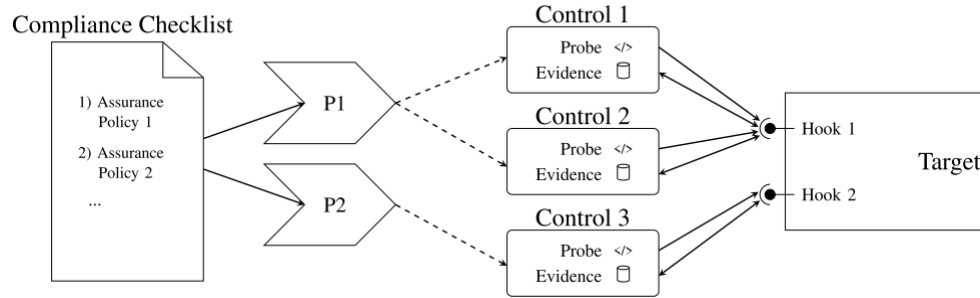 Compliance Checklist
1) Assurance
Policy 1
2) Assurance
Policy 2
...
P1
P2
Control 1
Probe </>
Evidence
Control 2
Probe </>
Evidence
Control 3
Probe </>
Evidence
Hook 1
Hook 2
Target